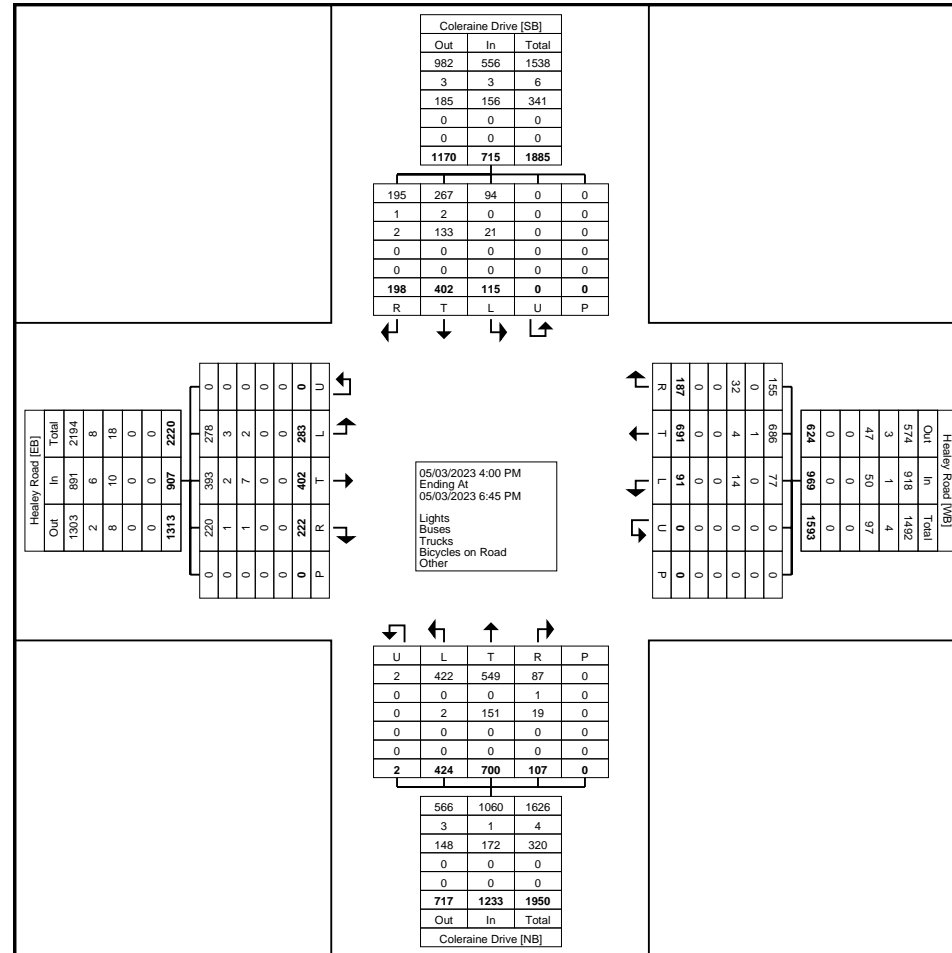 Coleraine Drive [SB]
Out In Total
982 556 1538
3 3 6
185 156 341
0 0 0
0 0 0
1170 715 1885
195 267 94 0 0
1 2 0 0 0
2 133 21 0 0
0 0 0 0 0
0 0 0 0 0
198 402 115 0 0
R T L U P
Healey Road [EB]
Total In Out
2194 891 1303
8 6 2
18 10 8
0 0 0
0 0 0
2220 907 1313
0 278 393 220 0
0 3 2 1 0
0 2 7 1 0
0 0 0 0 0
0 0 0 0 0
0 283 402 222 0
U L T R P
05/03/2023 4:00 PM
Ending At
05/03/2023 6:45 PM
Lights
Buses
Trucks
Bicycles on Road
Other
Healey Road [WB]
Out In Total
574 918 1492
3 1 4
47 50 97
0 0 0
0 0 0
624 969 1593
155 686 77 0 0
0 1 0 0 0
32 4 14 0 0
0 0 0 0 0
0 0 0 0 0
187 691 91 0 0
R T L U P
U L T R P
2 422 549 87 0
0 0 0 1 0
0 2 151 19 0
0 0 0 0 0
0 0 0 0 0
2 424 700 107 0
566 1060 1626
3 1 4
148 172 320
0 0 0
0 0 0
717 1233 1950
Out In Total
Coleraine Drive [NB]